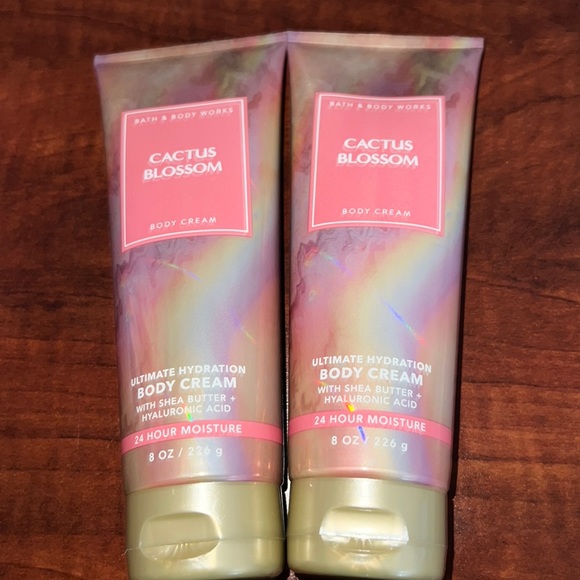 BATH & BODY WORKS
CACTUS
BLOSSOM
BODY CREAM
ULTIMATE HYDRATION
BODY CREAM
WITH SHEA BUTTER +
HYALURONIC ACID
24 HOUR MOISTURE
8 OZ / 226 g
BATH & BODY WORKS
CACTUS
BLOSSOM
BODY CREAM
ULTIMATE HYDRATION
BODY CREAM
WITH SHEA BUTTER +
HYALURONIC ACID
24 HOUR MOISTURE
8 OZ / 226 g